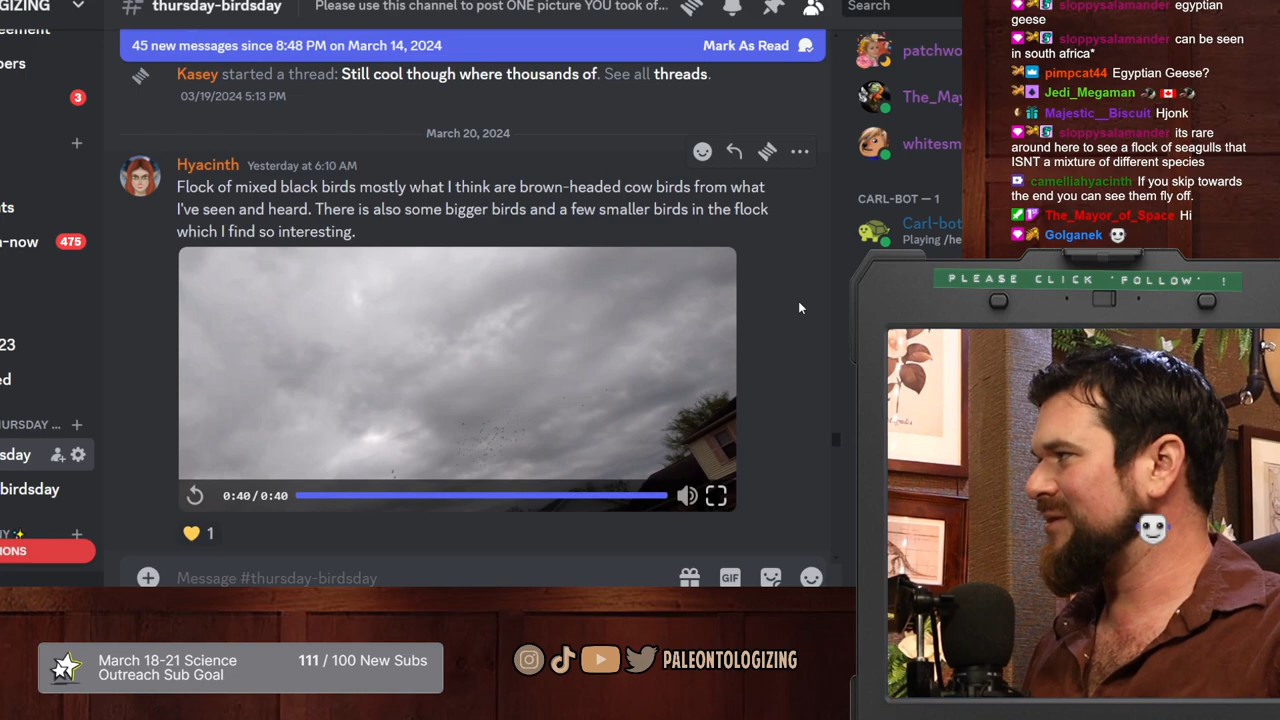 GIZING
thursday-birdsday
Please use this channel to post ONE picture YOU took of...
Search
45 new messages since 8:48 PM on March 14, 2024
Mark As Read
Kasey started a thread: Still cool though where thousands of. See all threads.
03/19/2024 5:13 PM
March 20, 2024
Hyacinth Yesterday at 6:10 AM
Flock of mixed black birds mostly what I think are brown-headed cow birds from what
I've seen and heard. There is also some bigger birds and a few smaller birds in the flock
which I find so interesting.
0:40/0:40
1
Message #thursday-birdsday
GIF
eement
pers
3
ts
n-now
475
23
ed
THURSDAY ...
sday
birdsday
Y
IONS
patchwo
The_May
whitesm
CARL-BOT — 1
Carl-bot
Playing /he
sloppysalamander egyptian
geese
sloppysalamander can be seen
in south africa*
pimpcat44 Egyptian Geese?
Jedi_Megaman
Majestic__Biscuit Hjonk
sloppysalamander its rare
around here to see a flock of seagulls that
ISNT a mixture of different species
camelliahyacinth If you skip towards
the end you can see them fly off.
The_Mayor_of_Space Hi
Golganek
PLEASE CLICK 'FOLLOW' !
March 18-21 Science
Outreach Sub Goal
111 / 100 New Subs
PALEONTOLOGIZING